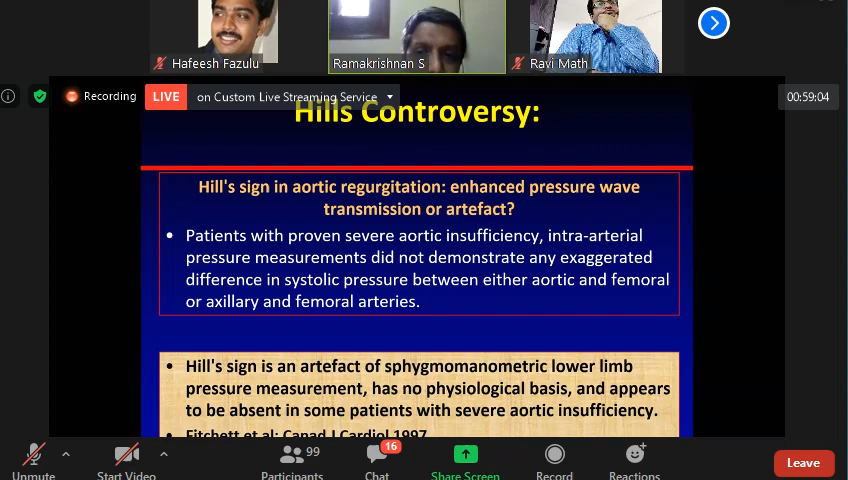 Hafeesh Fazulu
Ramakrishnan S
Ravi Math
Recording
LIVE
on Custom Live Streaming Service
00:59:04
Hills Controversy:
Hill's sign in aortic regurgitation: enhanced pressure wave
transmission or artefact?
• Patients with proven severe aortic insufficiency, intra-arterial
pressure measurements did not demonstrate any exaggerated
difference in systolic pressure between either aortic and femoral
or axillary and femoral arteries.
• Hill's sign is an artefact of sphygmomanometric lower limb
pressure measurement, has no physiological basis, and appears
to be absent in some patients with severe aortic insufficiency.
• Fitchett et al: Canad J Cardiol 1997
99
16
Unmute
Start Video
Participants
Chat
Share Screen
Record
Reactions
Leave